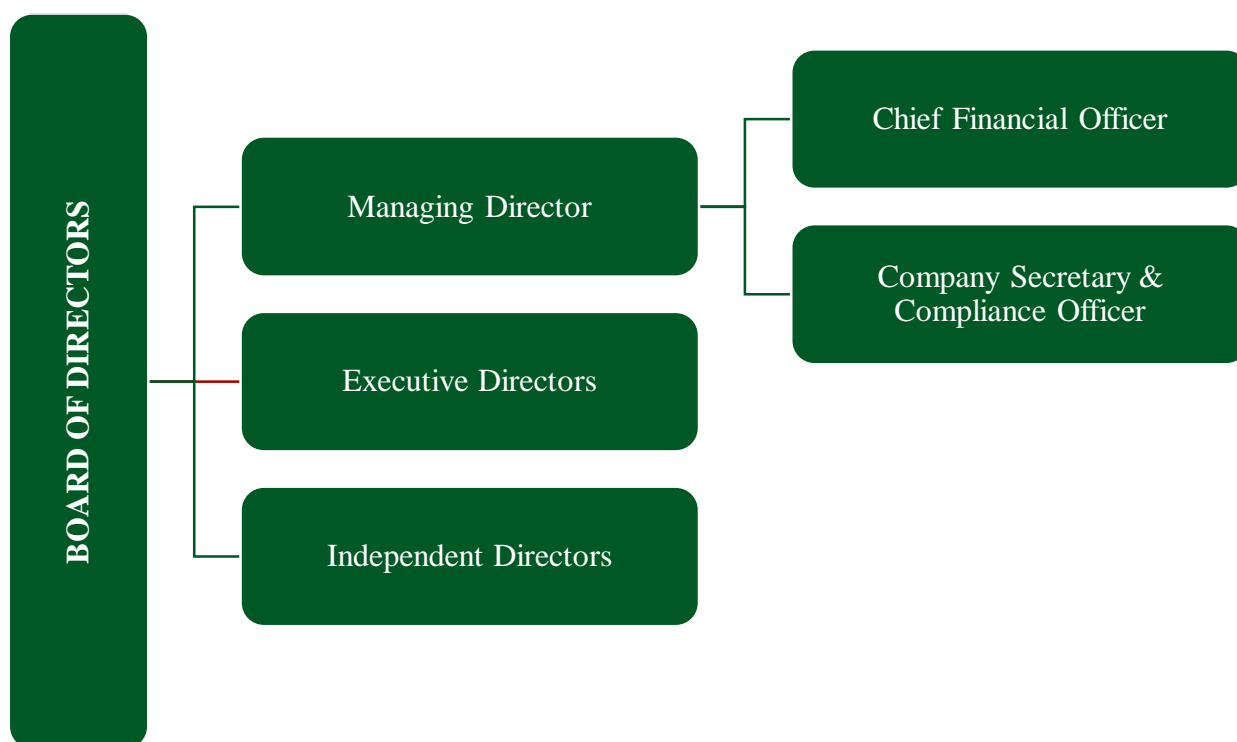 BOARD OF DIRECTORS
Managing Director
Executive Directors
Independent Directors
Chief Financial Officer
Company Secretary &
Compliance Officer